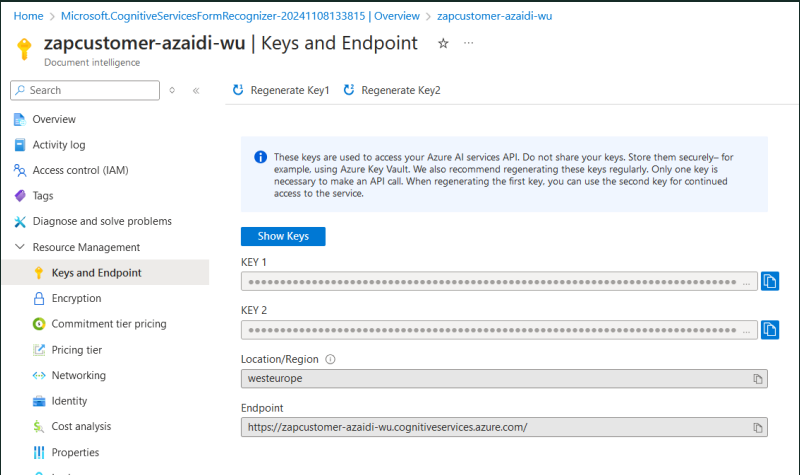 Home > Microsoft.CognitiveServicesFormRecognizer-20241108133815 | Overview > zapcustomer-azaidi-wu
zapcustomer-azaidi-wu | Keys and Endpoint
Document intelligence
Search
Regenerate Key1 Regenerate Key2
Overview
Activity log
Access control (IAM)
Tags
Diagnose and solve problems
Resource Management
Keys and Endpoint
Encryption
Commitment tier pricing
Pricing tier
Networking
Identity
Cost analysis
Properties
These keys are used to access your Azure AI services API. Do not share your keys. Store them securely– for
example, using Azure Key Vault. We also recommend regenerating these keys regularly. Only one key is
necessary to make an API call. When regenerating the first key, you can use the second key for continued
access to the service.
Show Keys
KEY 1
KEY 2
Location/Region
westeurope
Endpoint
https://zapcustomer-azaidi-wu.cognitiveservices.azure.com/